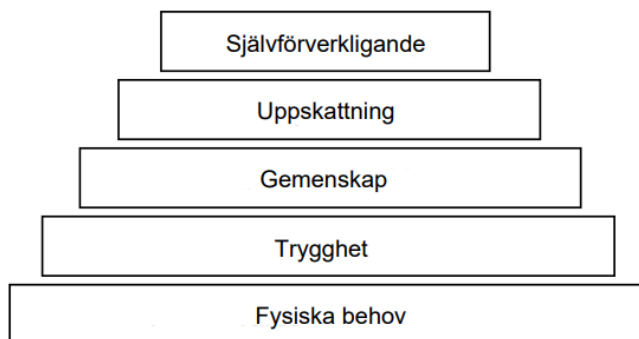 Självförverkligande
Uppskattning
Gemenskap
Trygghet
Fysiska behov